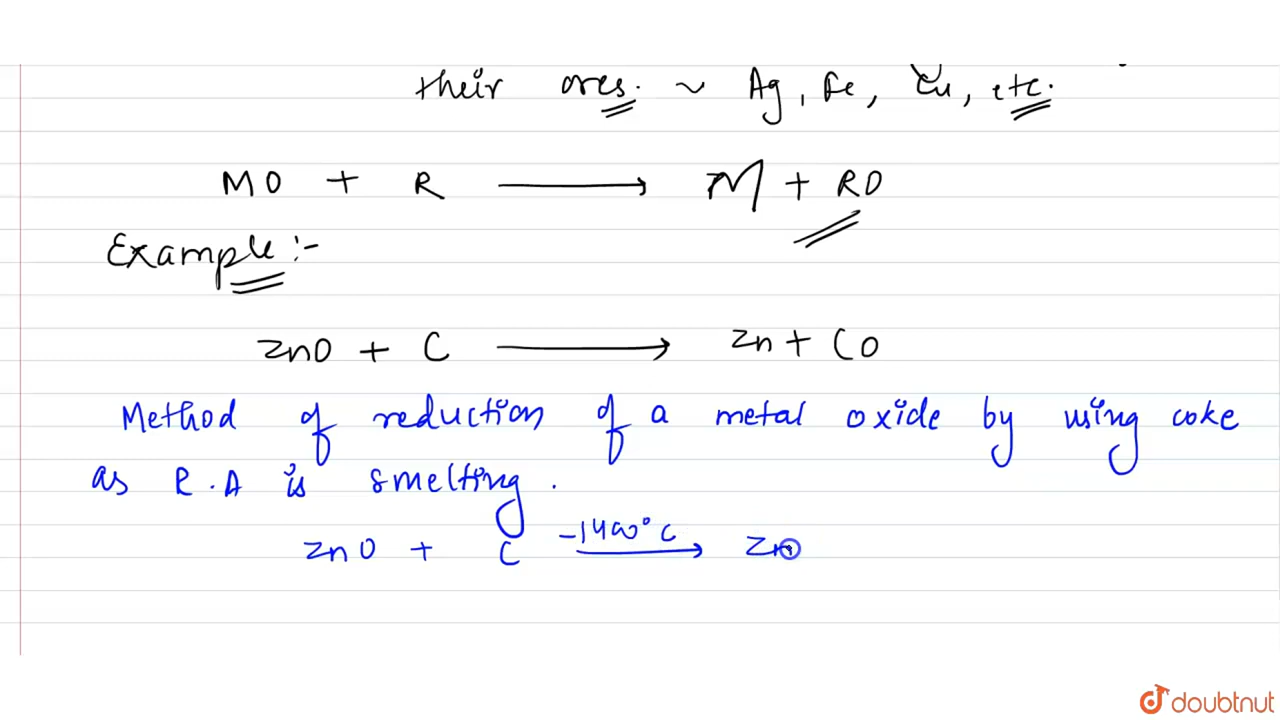 their ores. ~ Ag, Fe, Cu, etc.
MO + R ⟶ M + RO
Example :-
ZnO + C ⟶ Zn + CO
Method of reduction of a metal oxide by using coke
as R.A is smelting.
ZnO + C –1400°C⟶ Zn
doubtnut